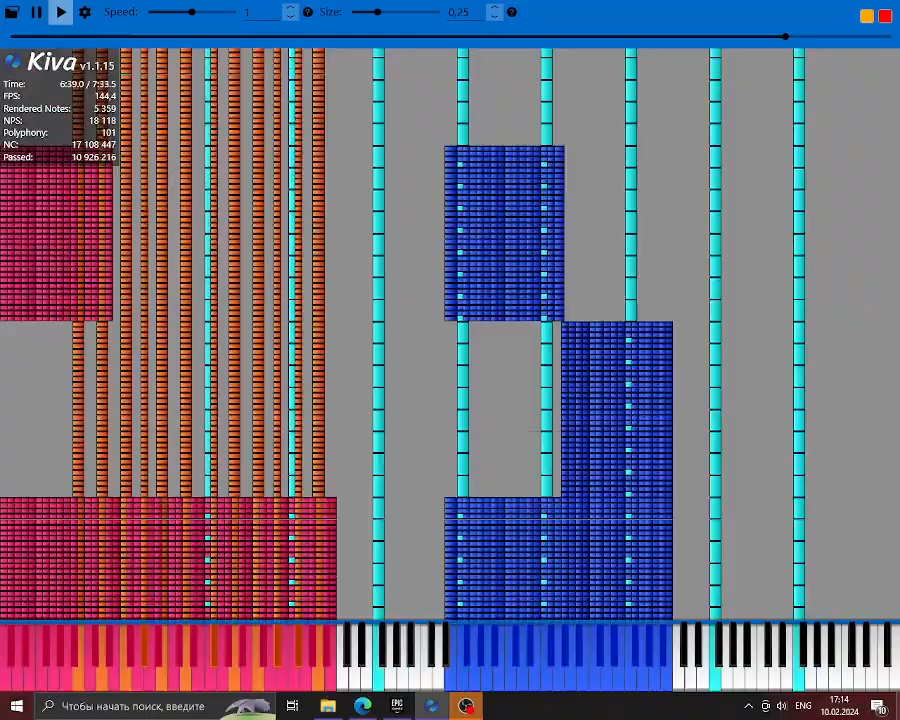 Speed: 1 Size: 0,25
Kiva v1.1.15
Time: 6:39.0 / 7:33.5
FPS: 144,4
Rendered Notes: 5 359
NPS: 18 118
Polyphony: 101
NC: 17 108 447
Passed: 10 926 216
EPIC
Чтобы начать поиск, введите
ENG
17:14
10.02.2024
10